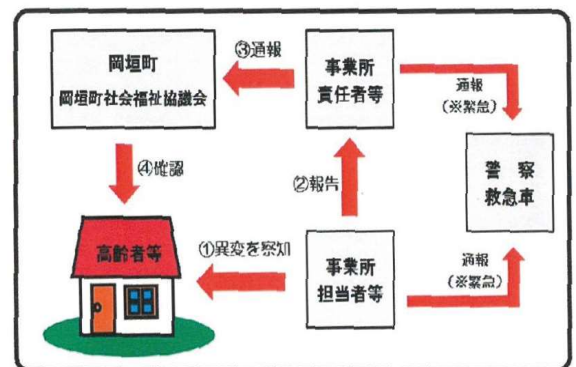 岡垣町
岡垣町社会福祉協議会
③通報
事業所
責任者等
通報
(※緊急)
④確認
②報告
警　察
救急車
高齢者等
①異変を察知
事業所
担当者等
通報
(※緊急)